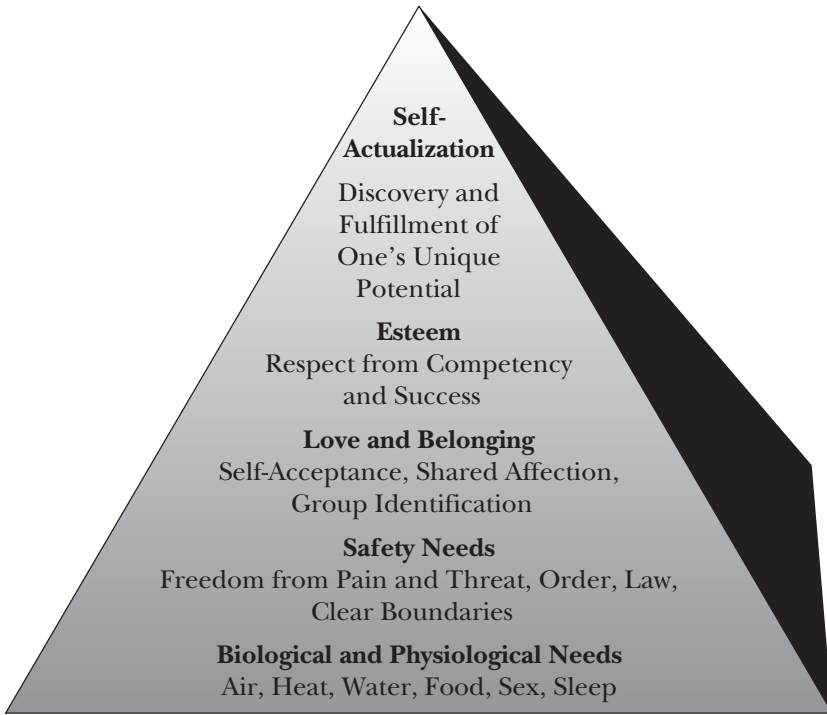 Self-
Actualization
Discovery and
Fulfillment of
One’s Unique
Potential
Esteem
Respect from Competency
and Success
Love and Belonging
Self-Acceptance, Shared Affection,
Group Identification
Safety Needs
Freedom from Pain and Threat, Order, Law,
Clear Boundaries
Biological and Physiological Needs
Air, Heat, Water, Food, Sex, Sleep